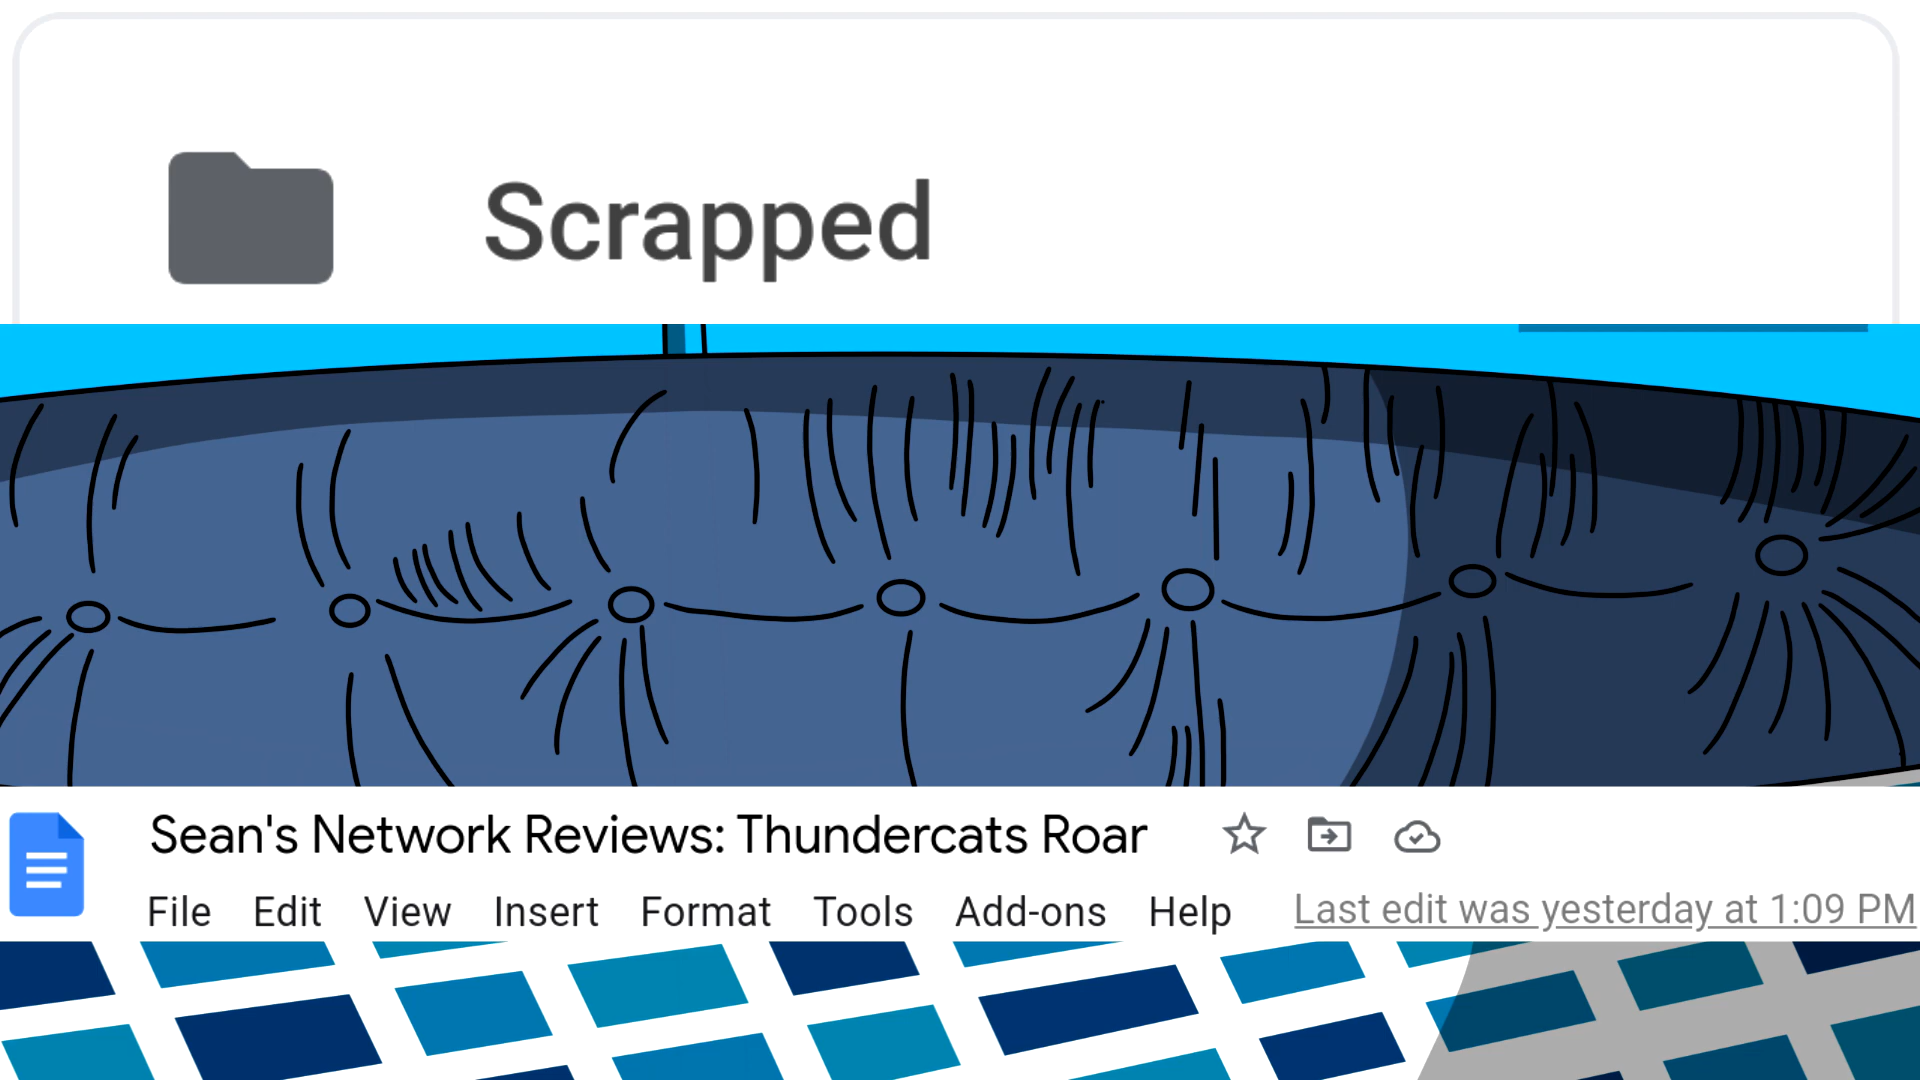 Scrapped
Sean's Network Reviews: Thundercats Roar
File Edit View Insert Format Tools Add-ons Help Last edit was yesterday at 1:09 PM